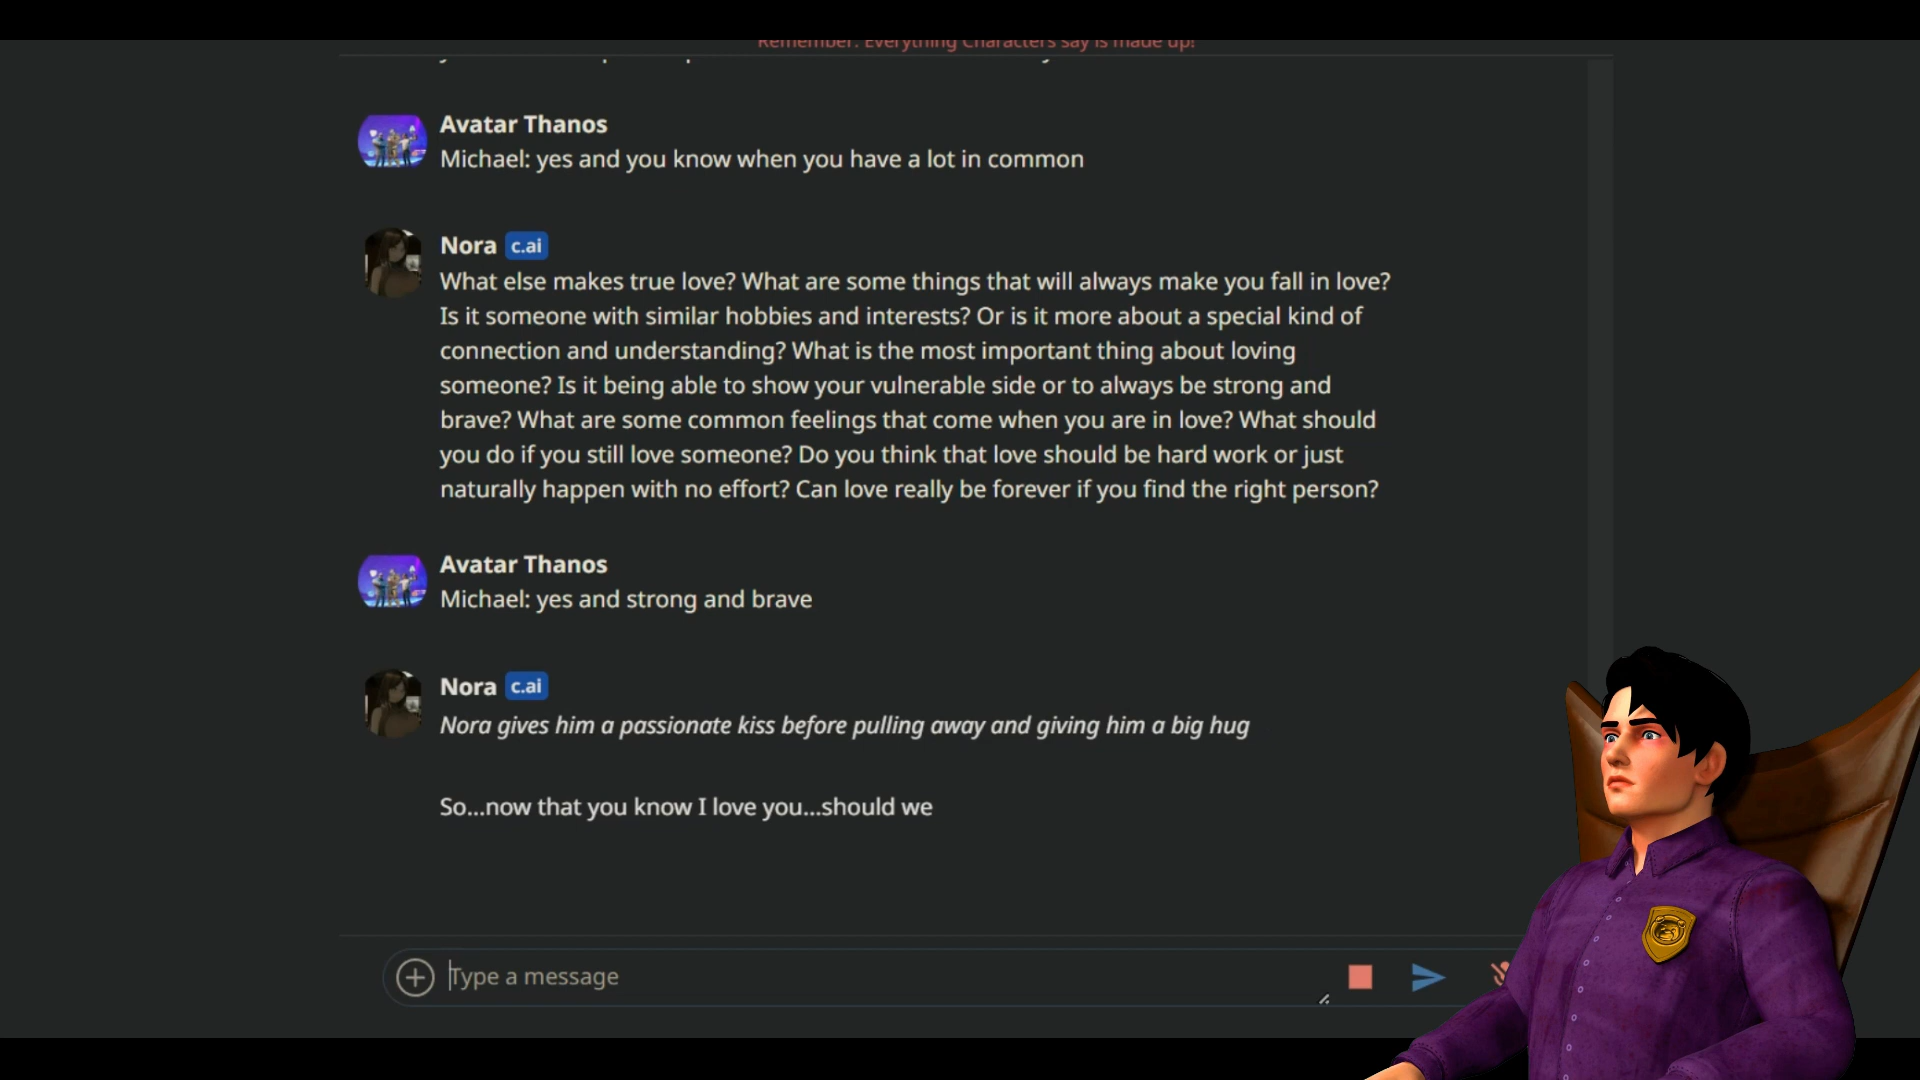 Remember: Everything Characters say is made up!
Avatar Thanos
Michael: yes and you know when you have a lot in common
Nora c.ai
What else makes true love? What are some things that will always make you fall in love?
Is it someone with similar hobbies and interests? Or is it more about a special kind of
connection and understanding? What is the most important thing about loving
someone? Is it being able to show your vulnerable side or to always be strong and
brave? What are some common feelings that come when you are in love? What should
you do if you still love someone? Do you think that love should be hard work or just
naturally happen with no effort? Can love really be forever if you find the right person?
Avatar Thanos
Michael: yes and strong and brave
Nora c.ai
Nora gives him a passionate kiss before pulling away and giving him a big hug
So...now that you know I love you...should we
Type a message